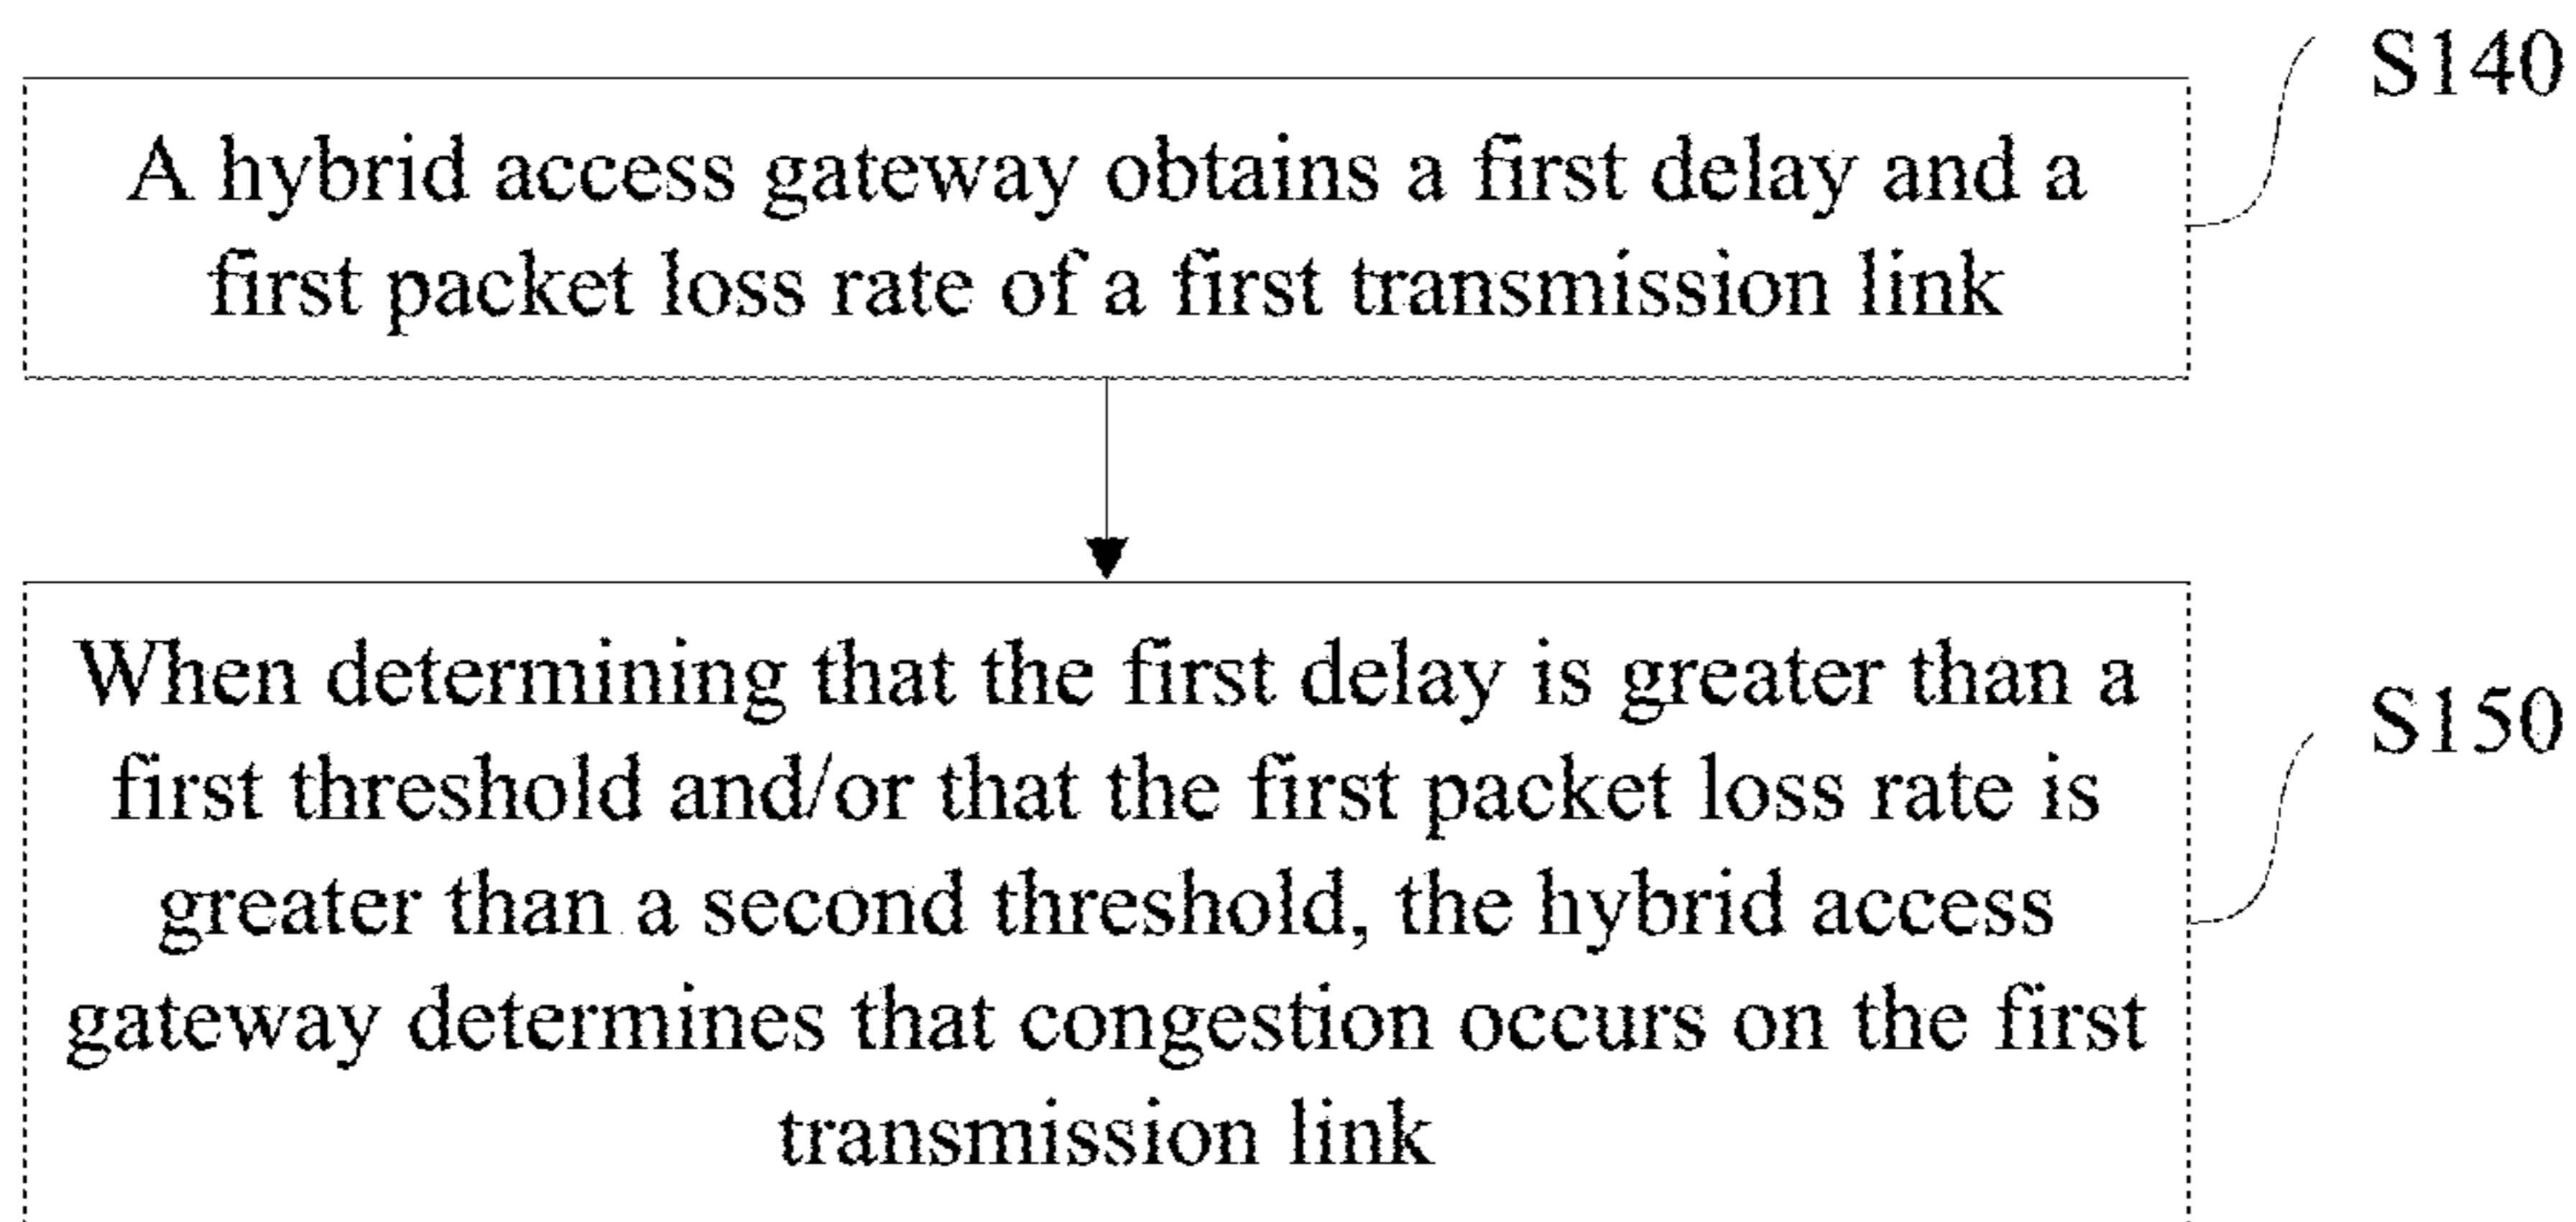 S140
A hybrid access gateway obtains a first delay and a
first packet loss rate of a first transmission link
When determining that the first delay is greater than a
first threshold and/or that the first packet loss rate is
greater than a second threshold, the hybrid access
gateway determines that congestion occurs on the first
transmission link
S150